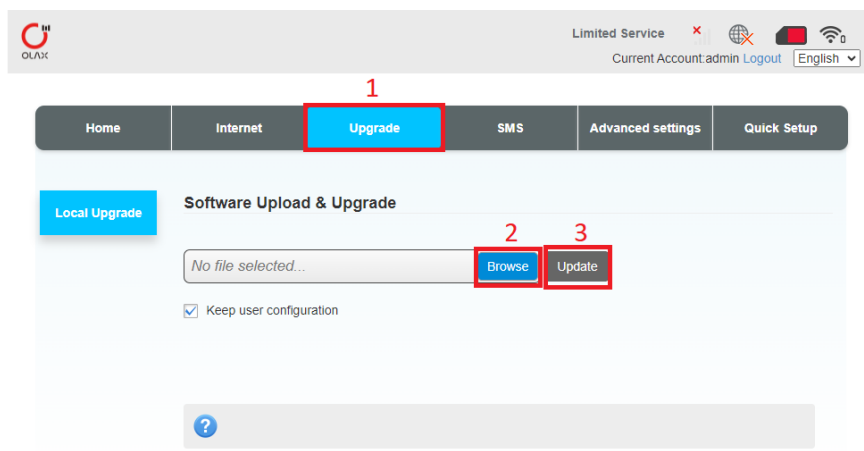 Limited Service
OLAX
Current Account:admin Logout English
1
Home Internet Upgrade SMS Advanced settings Quick Setup
Local Upgrade
Software Upload & Upgrade
2 3
No file selected... Browse Update
Keep user configuration
?